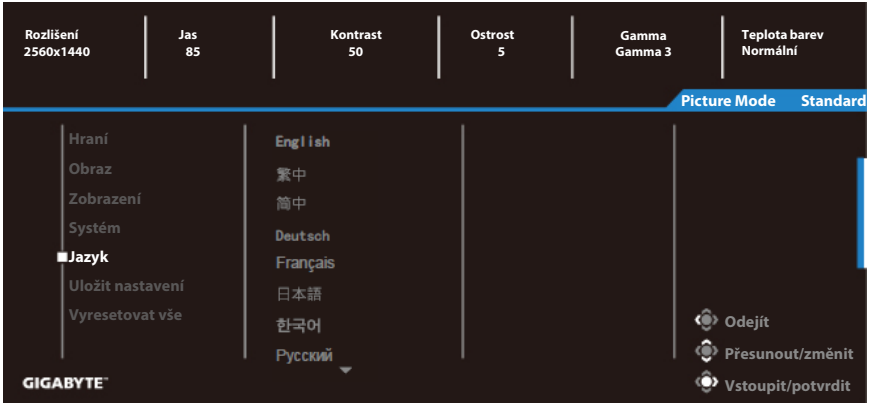 Rozlišení
2560x1440
Jas
85
Kontrast
50
Ostrost
5
Gamma
Gamma 3
Teplota barev
Normální
Picture Mode Standard
Hraní
Obraz
Zobrazení
Systém
Jazyk
Uložit nastavení
Vyresetovat vše
English
繁中
简中
Deutsch
Français
日本語
한국어
Русский
Odejít
Přesunout/změnit
Vstoupit/potvrdit
GIGABYTE™